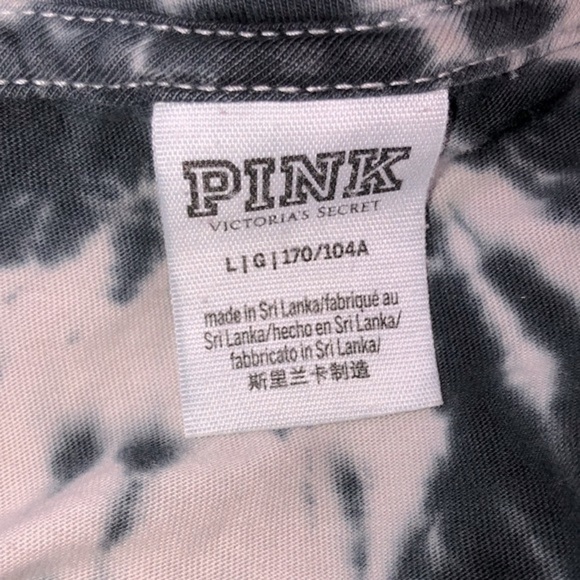 PINK
VICTORIA'S SECRET
L|G|170/104A
made in Sri Lanka/fabriqué au
Sri Lanka/hecho en Sri Lanka/
fabbricato in Sri Lanka/
斯里兰卡制造